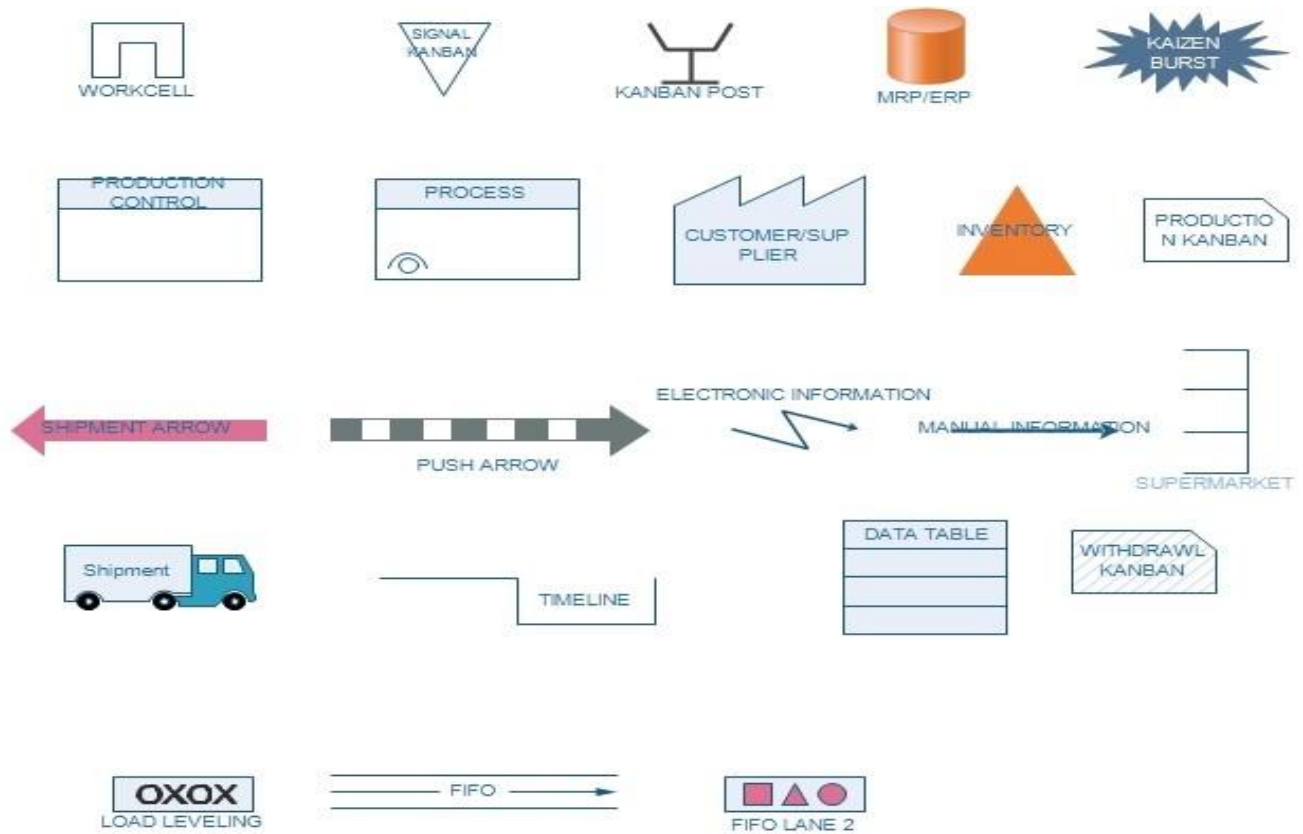 WORKCELL
SIGNAL
KANBAN
KANBAN POST
MRP/ERP
KAIZEN
BURST
PRODUCTION
CONTROL
PROCESS
CUSTOMER/SUP
PLIER
INVENTORY
PRODUCTIO
N KANBAN
SHIPMENT ARROW
PUSH ARROW
ELECTRONIC INFORMATION
MANUAL INFORMATION
SUPERMARKET
Shipment
TIMELINE
DATA TABLE
WITHDRAWL
KANBAN
OXOX
LOAD LEVELING
FIFO
FIFO LANE 2